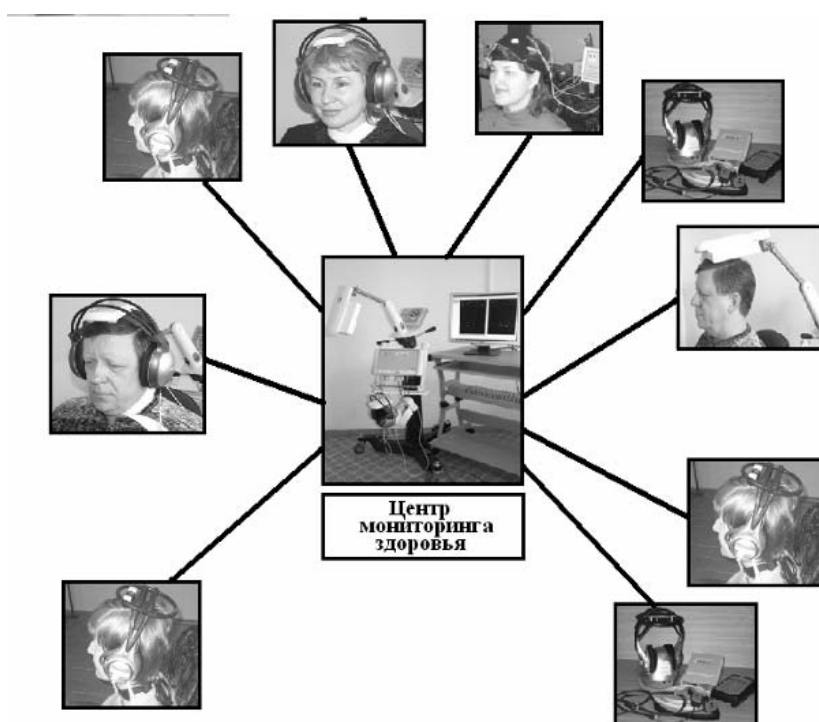 Центр
мониторинга
здоровья